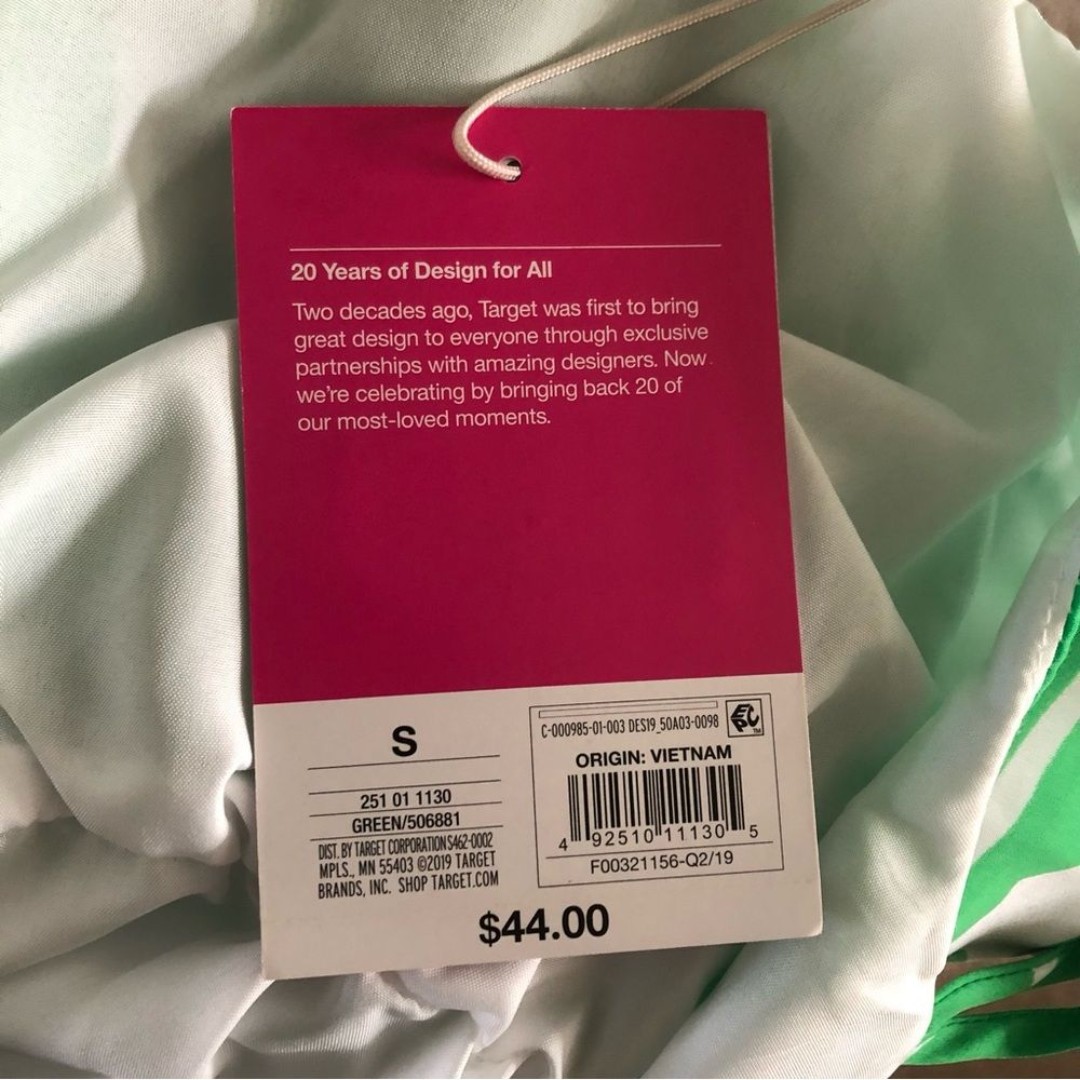 20 Years of Design for All
Two decades ago, Target was first to bring
great design to everyone through exclusive
partnerships with amazing designers. Now
we're celebrating by bringing back 20 of
our most-loved moments.
S
251 01 1130
GREEN/506881
DIST. BY TARGET CORPORATION S462-0002
MPLS., MN 55403 ©2019 TARGET
BRANDS, INC. SHOP TARGET.COM
C-000985-01-003 DES19_50A03-0098
EPC TM
ORIGIN: VIETNAM
4 92510 11130 5
F00321156-Q2/19
$44.00